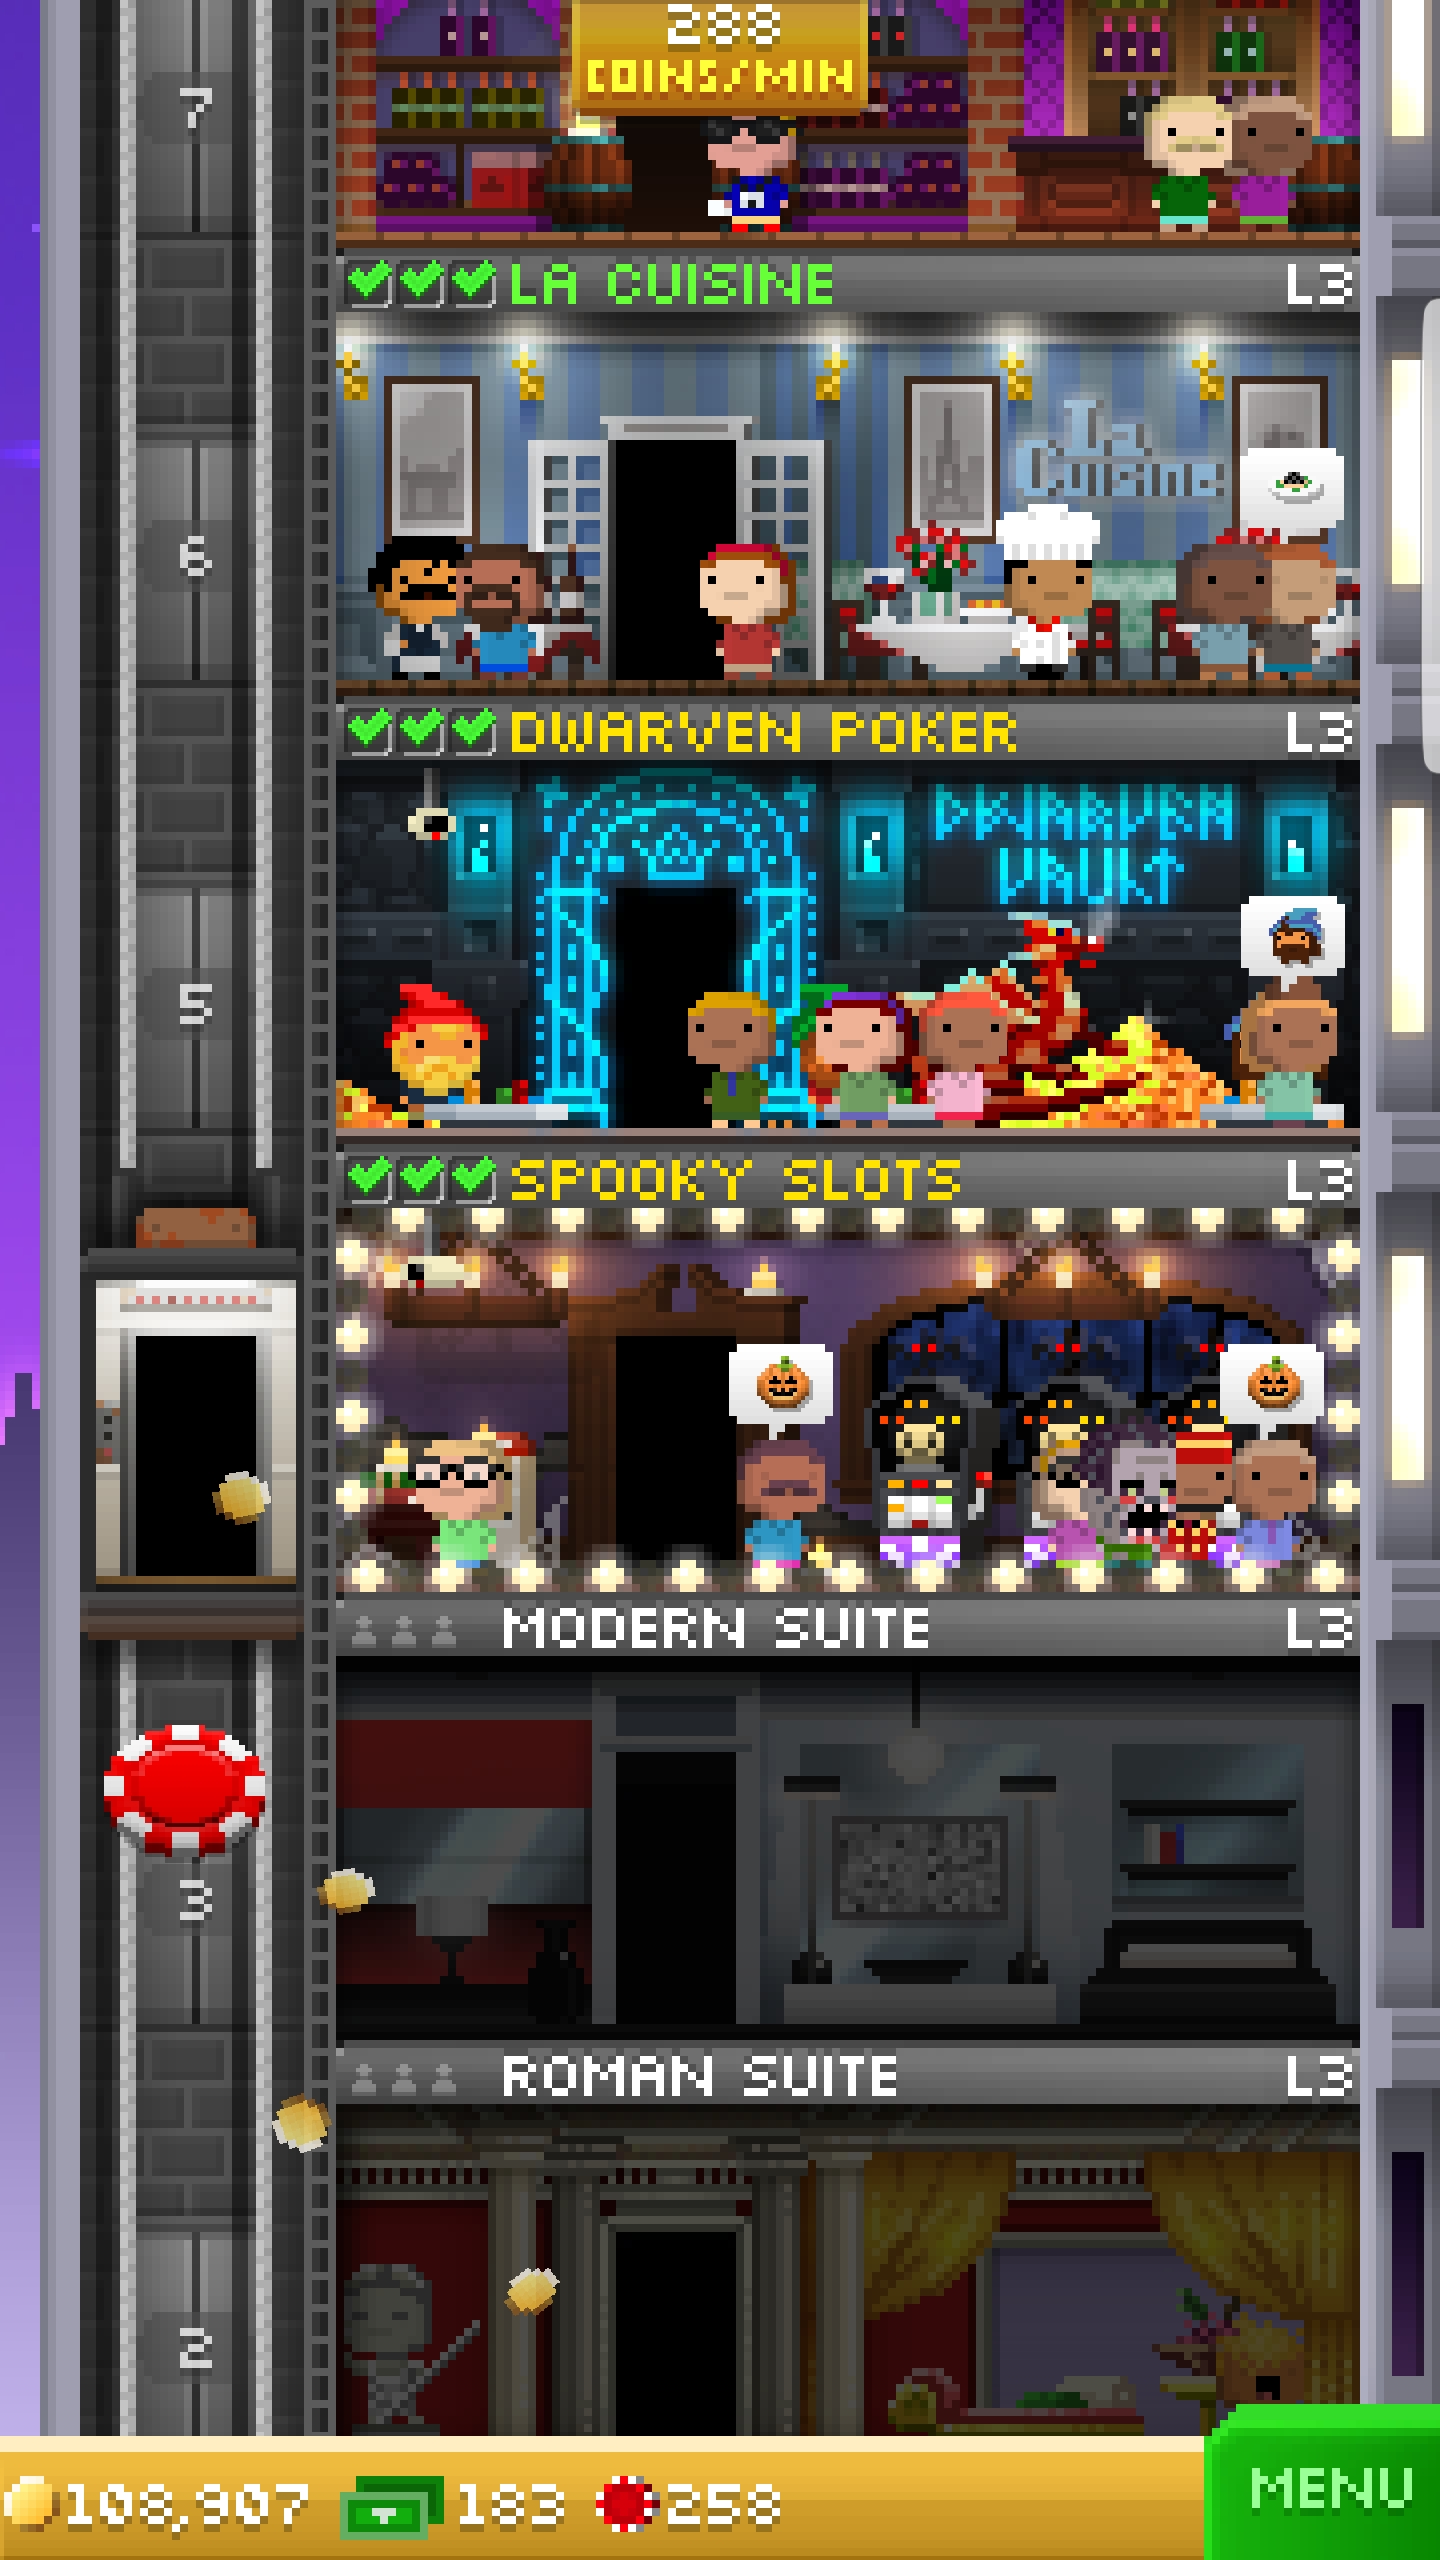 288
COINS/MIN
7
LA CUISINE L3
La
Cuisine
6
DWARVEN POKER L3
DWARVEN
VAULT
5
SPOOKY SLOTS L3
MODERN SUITE L3
3
ROMAN SUITE L3
2
108,907 183 258
MENU